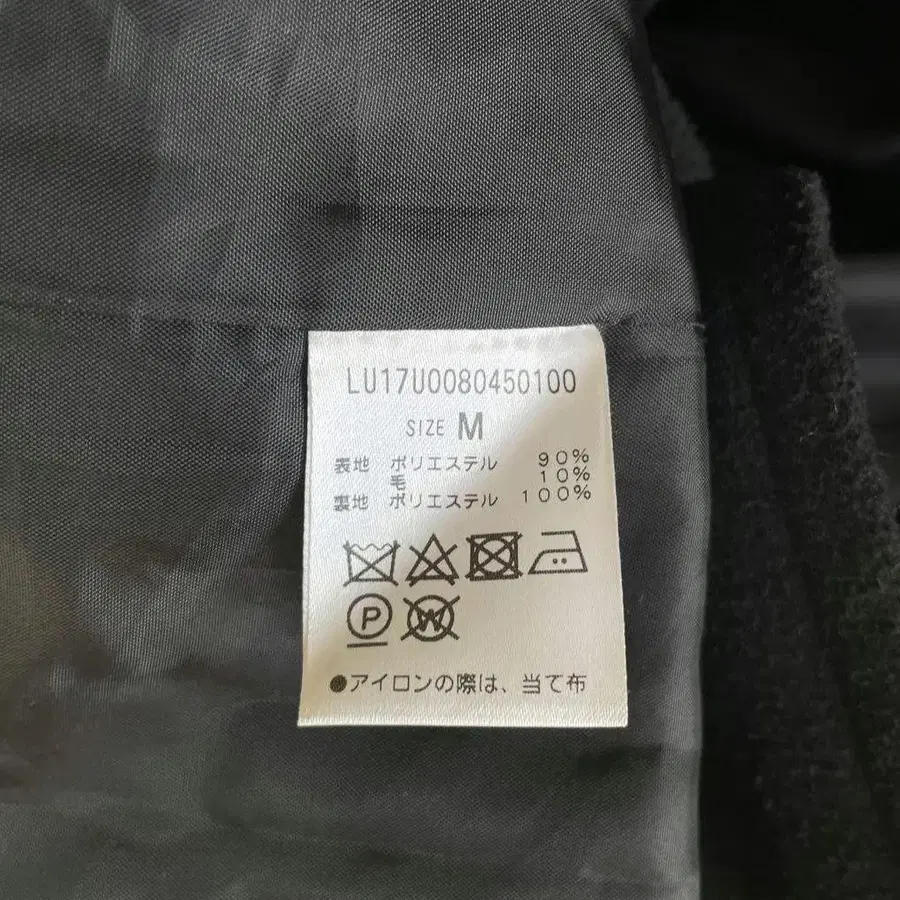 LU17U0080450100
SIZE M
表地 ポリエステル 90%
毛 10%
裏地 ポリエステル 100%
P W
●アイロンの際は、当て布